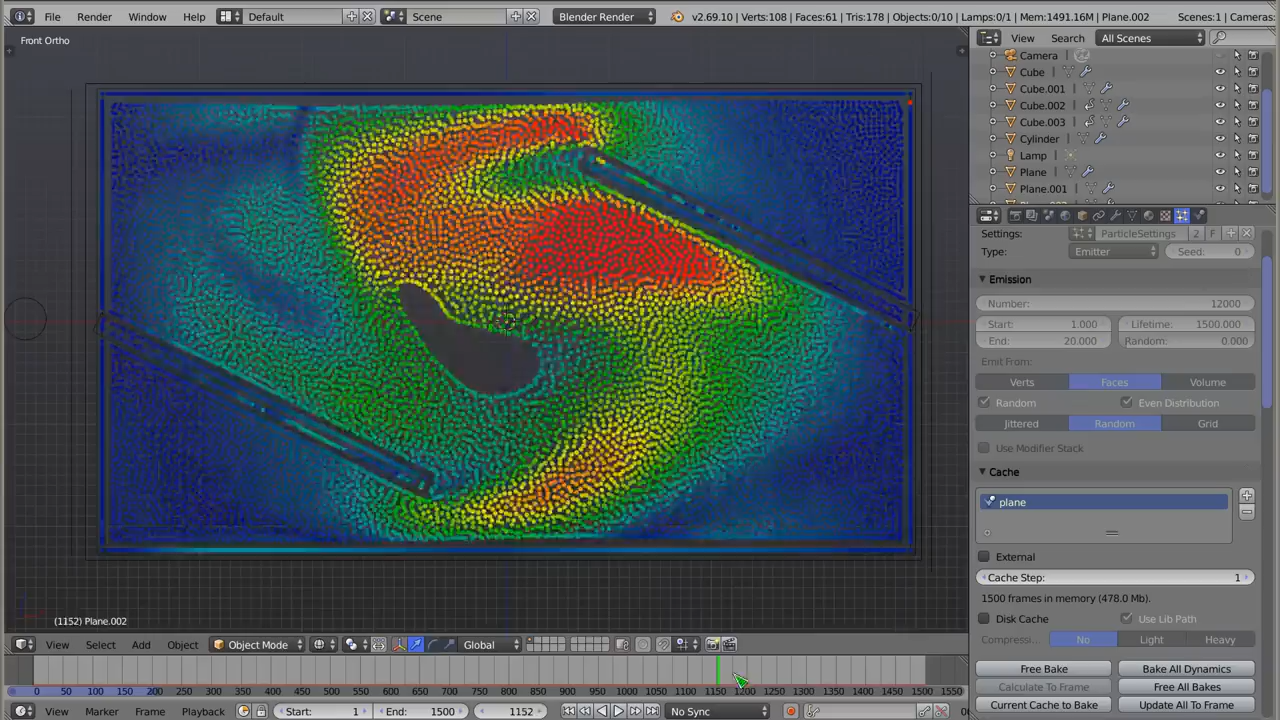 File Render Window Help Default Scene Blender Render v2.69.10 | Verts:108 | Faces:61 | Tris:178 | Objects:0/10 | Lamps:0/1 | Mem:1491.16M | Plane.002 Scenes:1 | Cameras:
Front Ortho
View Search All Scenes
Camera
Cube
Cube.001
Cube.002
Cube.003
Cylinder
Lamp
Plane
Plane.001
Settings: ParticleSettings 2 F
Type: Emitter Seed: 0
Emission
Number: 12000
Start: 1.000 Lifetime: 1500.000
End: 20.000 Random: 0.000
Emit From:
Verts Faces Volume
Random Even Distribution
Jittered Random Grid
Use Modifier Stack
Cache
plane
External
Cache Step: 1
1500 frames in memory (478.0 Mb).
Disk Cache Use Lib Path
Compressi... No Light Heavy
Free Bake Bake All Dynamics
Calculate To Frame Free All Bakes
Current Cache to Bake Update All To Frame
(1152) Plane.002
View Select Add Object Object Mode Global
0 50 100 150 200 250 300 350 400 450 500 550 600 650 700 750 800 850 900 950 1000 1050 1100 1150 1200 1250 1300 1350 1400 1450 1500 1550
View Marker Frame Playback Start: 1 End: 1500 1152 No Sync